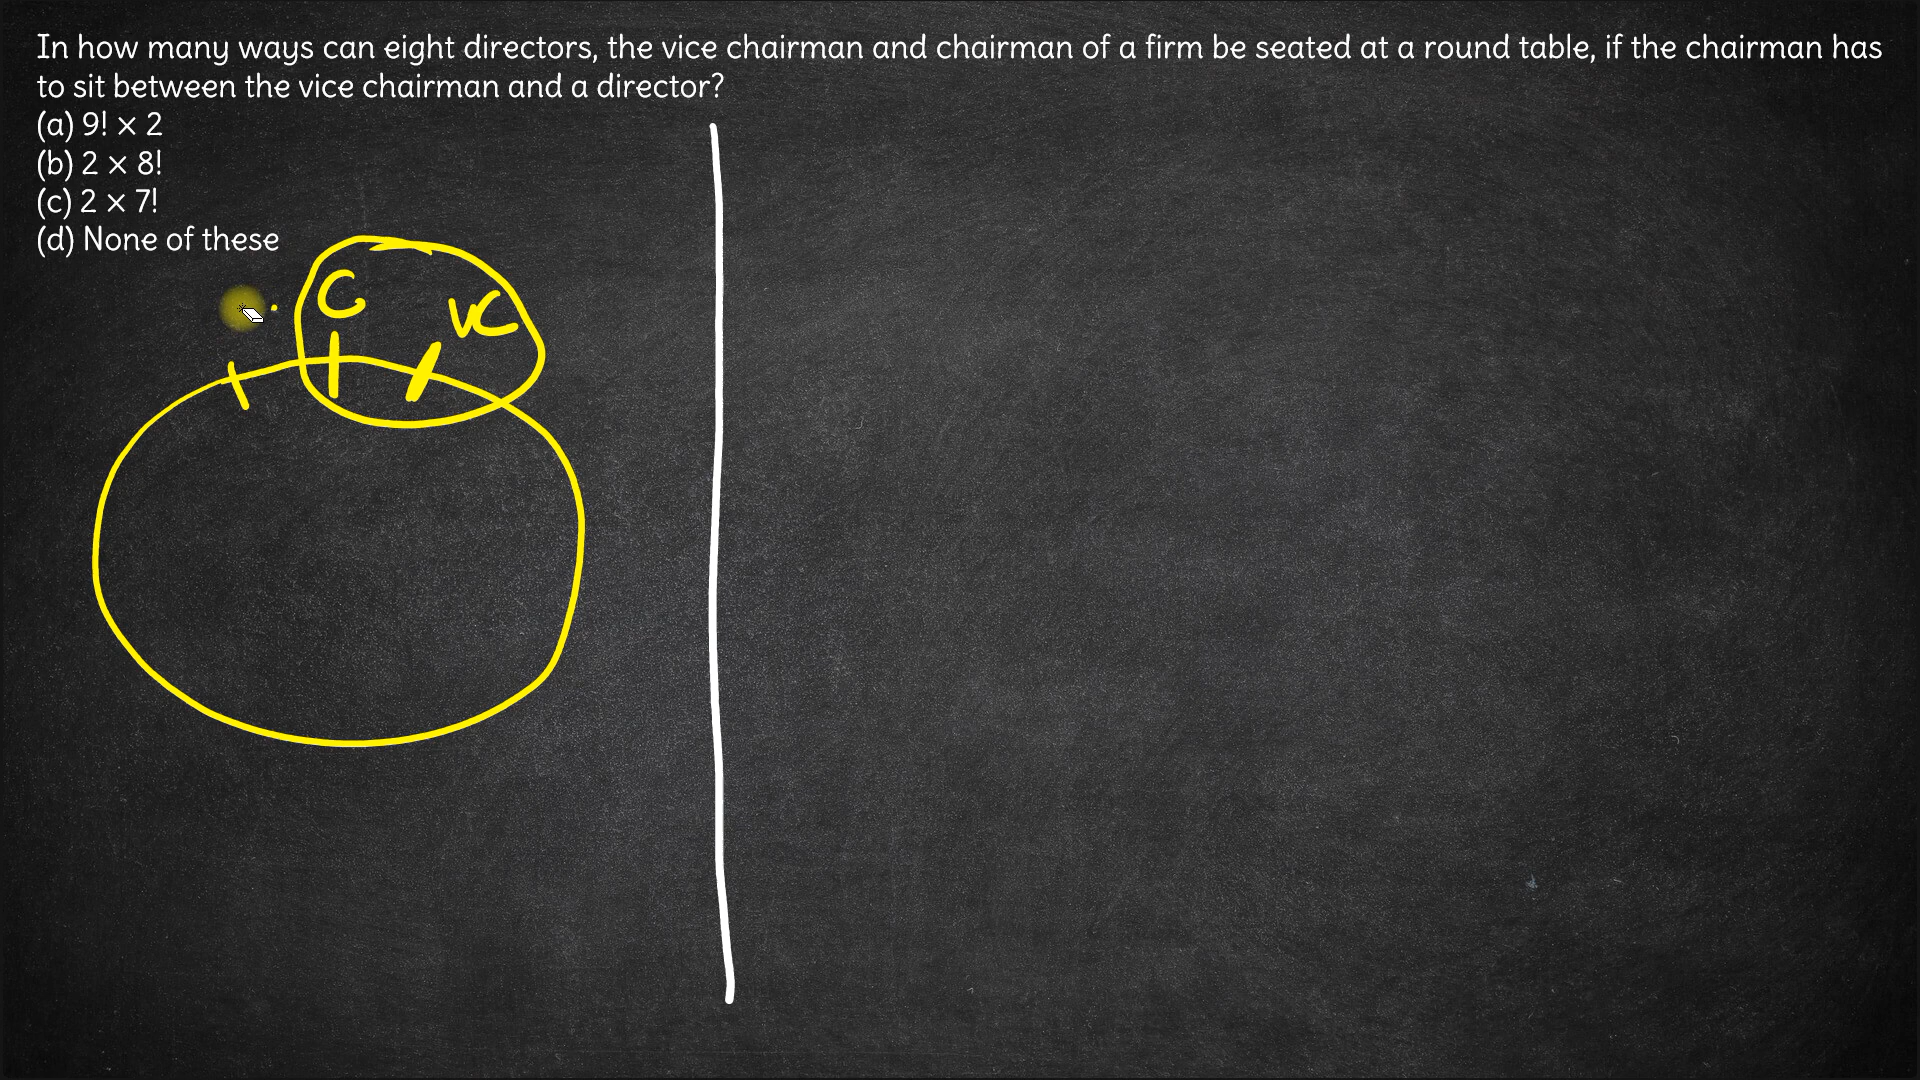 In how many ways can eight directors, the vice chairman and chairman of a firm be seated at a round table, if the chairman has
to sit between the vice chairman and a director?
(a) 9! × 2
(b) 2 × 8!
(c) 2 × 7!
(d) None of these
C
VC